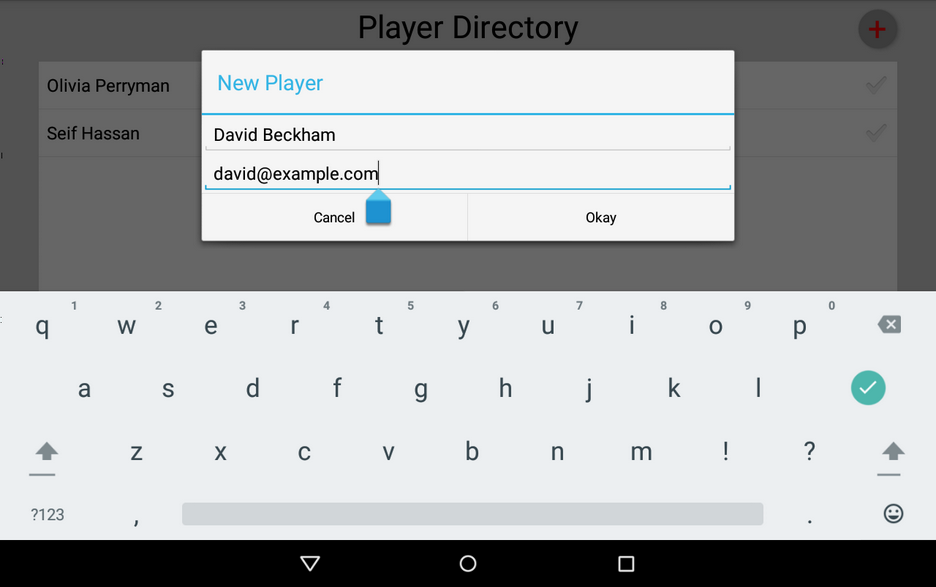 Player Directory
+
Olivia Perryman
Seif Hassan
New Player
David Beckham
david@example.com
Cancel Okay
1 2 3 4 5 6 7 8 9 0
q w e r t y u i o p
a s d f g h j k l
z x c v b n m ! ?
?123 , .